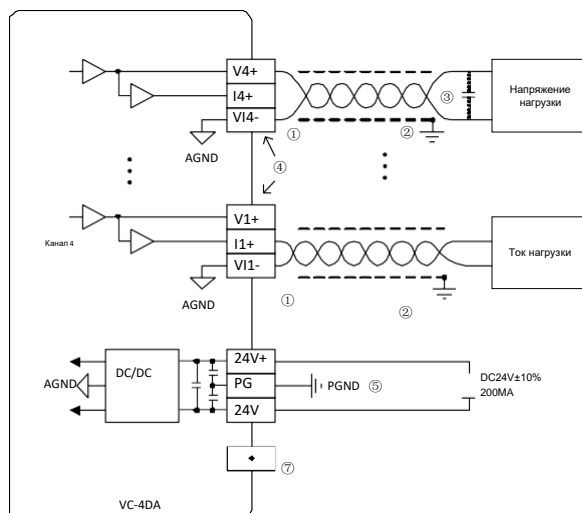 V4+
I4+
VI4-
AGND
①
②
③
Напряжение
нагрузки
④
V1+
I1+
VI1-
Канал 4
AGND
①
②
Ток нагрузки
DC/DC
AGND
24V+
PG
24V
PGND
⑤
DC24V±10%
200MA
⑦
VC-4DA